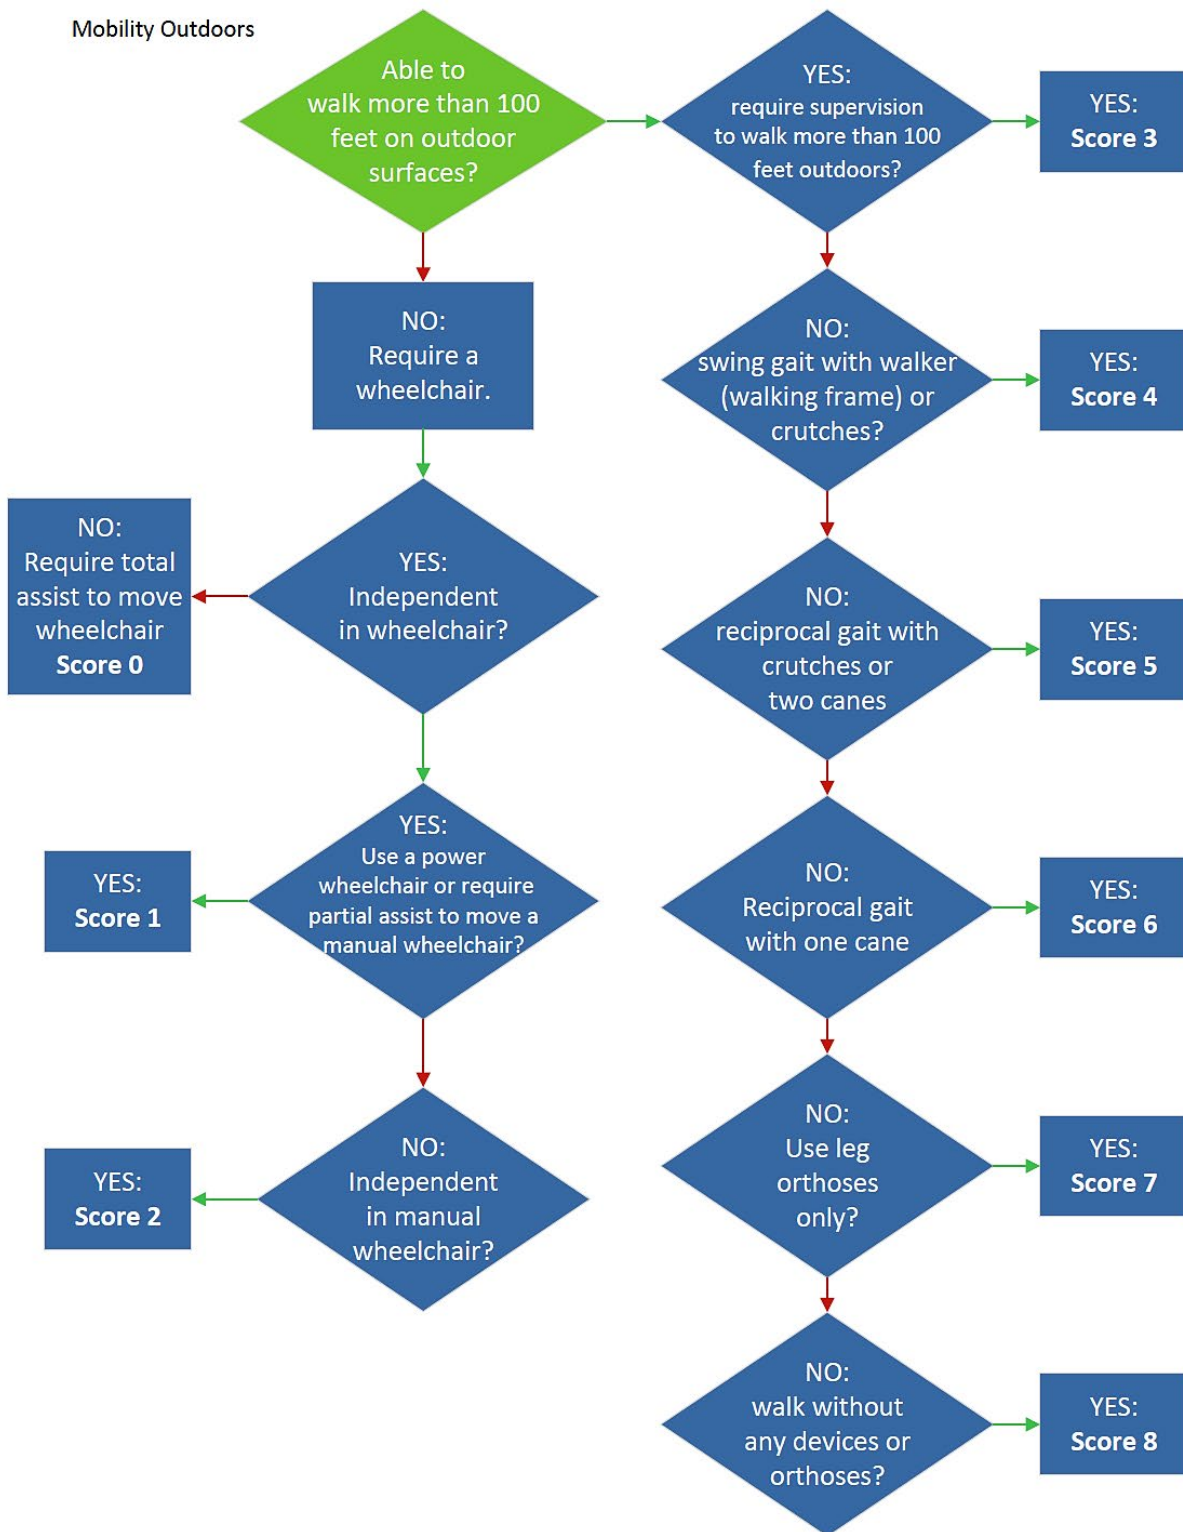 Mobility Outdoors
Able to
walk more than 100
feet on outdoor
surfaces?
YES:
require supervision
to walk more than 100
feet outdoors?
YES:
Score 3
NO:
Require a
wheelchair.
NO:
swing gait with walker
(walking frame) or
crutches?
YES:
Score 4
NO:
Require total
assist to move
wheelchair
Score 0
YES:
Independent
in wheelchair?
NO:
reciprocal gait with
crutches or
two canes
YES:
Score 5
YES:
Score 1
YES:
Use a power
wheelchair or require
partial assist to move a
manual wheelchair?
NO:
Reciprocal gait
with one cane
YES:
Score 6
YES:
Score 2
NO:
Independent
in manual
wheelchair?
NO:
Use leg
orthoses
only?
YES:
Score 7
NO:
walk without
any devices or
orthoses?
YES:
Score 8